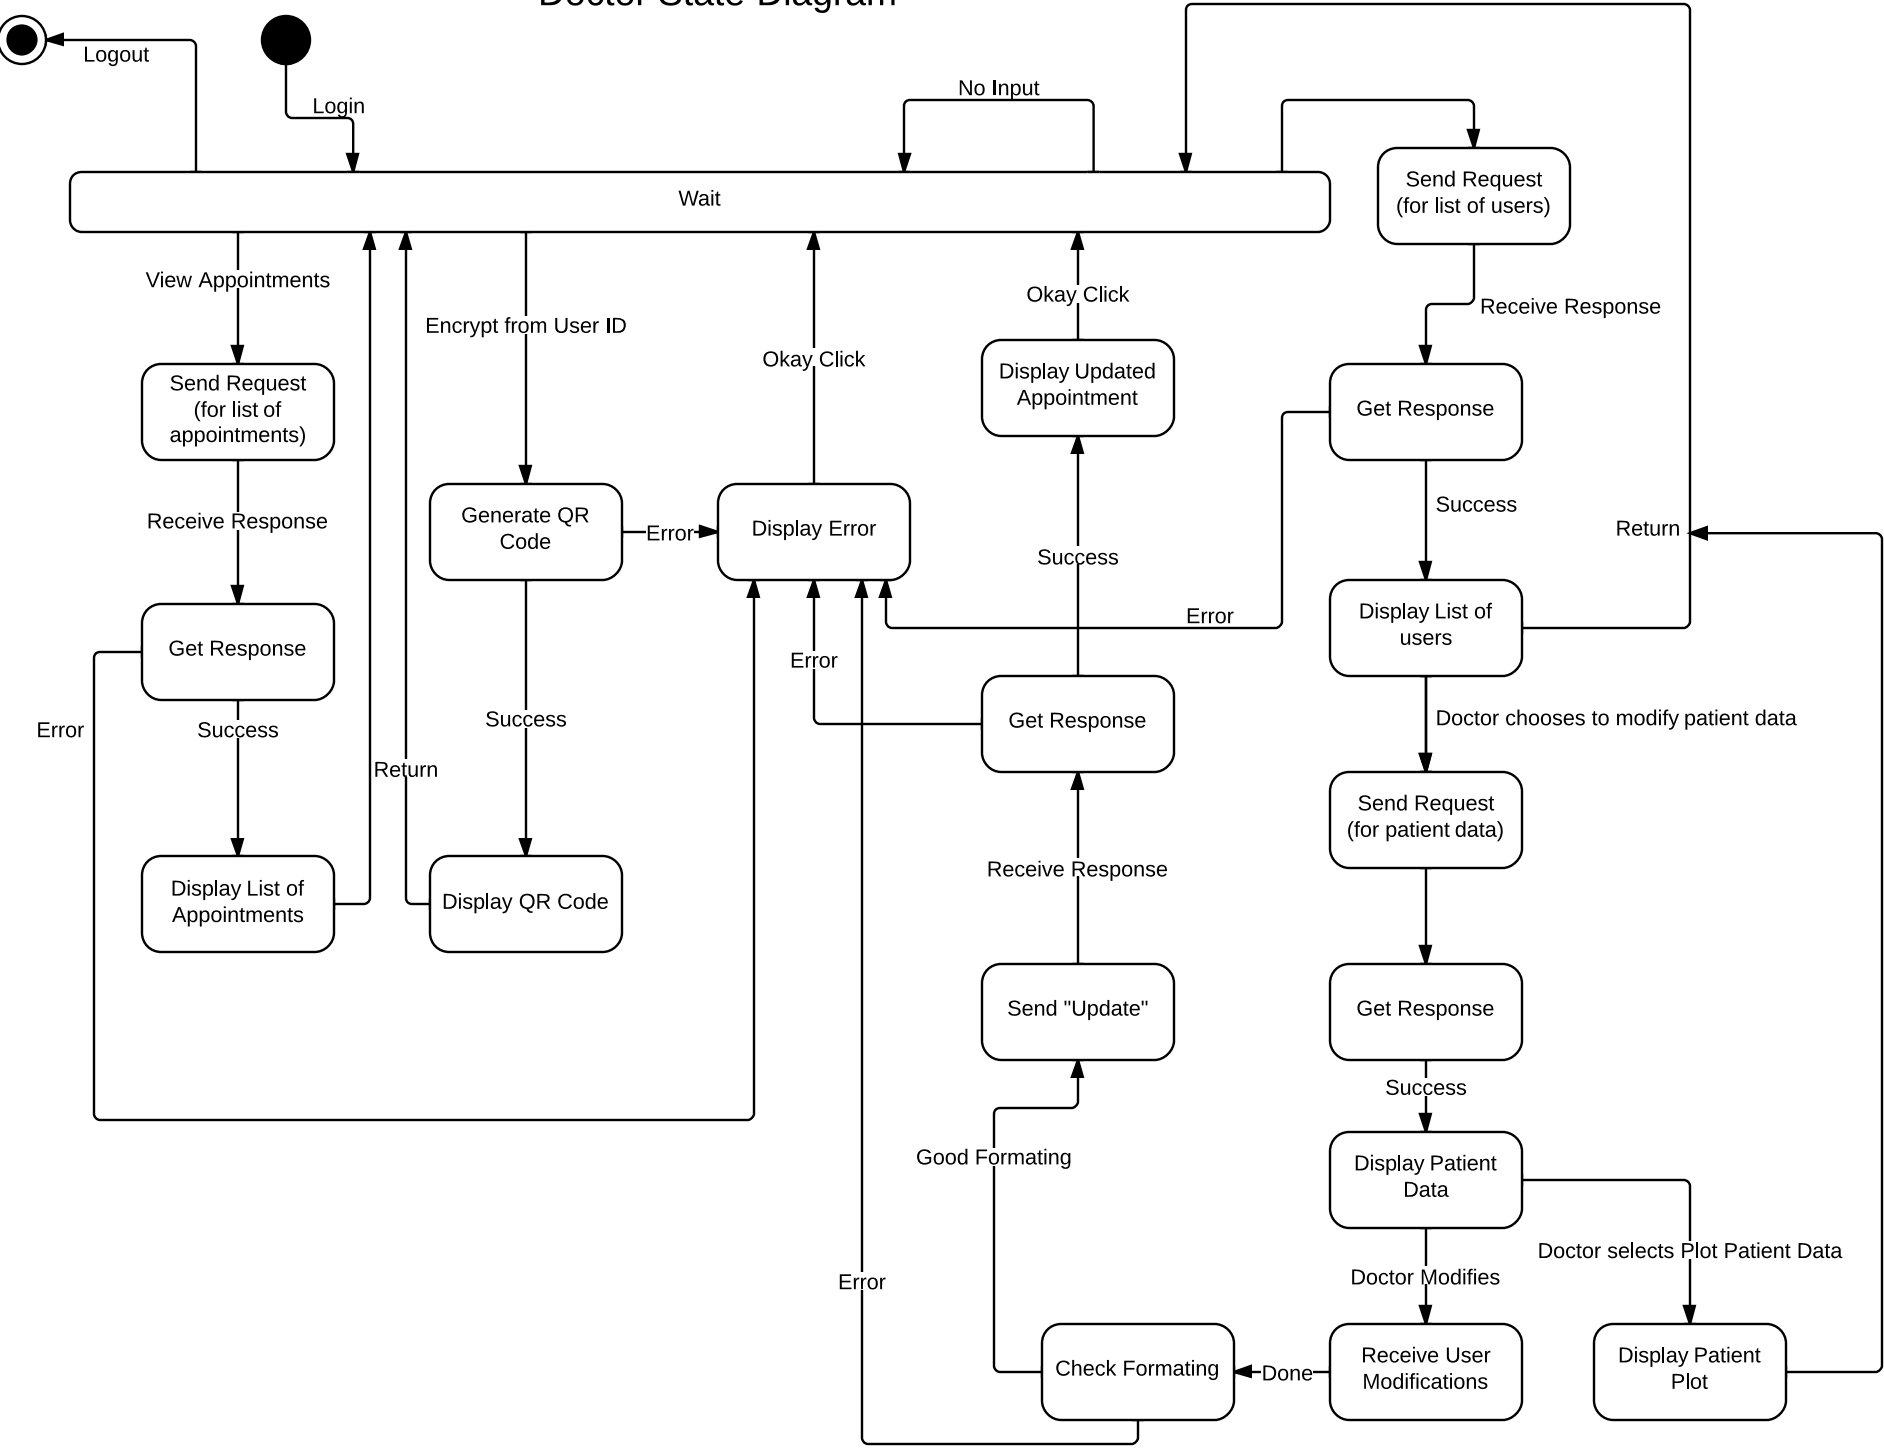 Doctor State Diagram
Logout
Login
No Input
Wait
Send Request
(for list of users)
View Appointments
Encrypt from User ID
Okay Click
Okay Click
Receive Response
Send Request
(for list of
appointments)
Display Updated
Appointment
Get Response
Receive Response
Generate QR
Code
Error
Display Error
Success
Success
Return
Get Response
Error
Error
Display List of
users
Error
Success
Success
Return
Get Response
Doctor chooses to modify patient data
Send Request
(for patient data)
Display List of
Appointments
Display QR Code
Receive Response
Send "Update"
Get Response
Success
Good Formating
Display Patient
Data
Doctor selects Plot Patient Data
Error
Doctor Modifies
Check Formating
Done
Receive User
Modifications
Display Patient
Plot